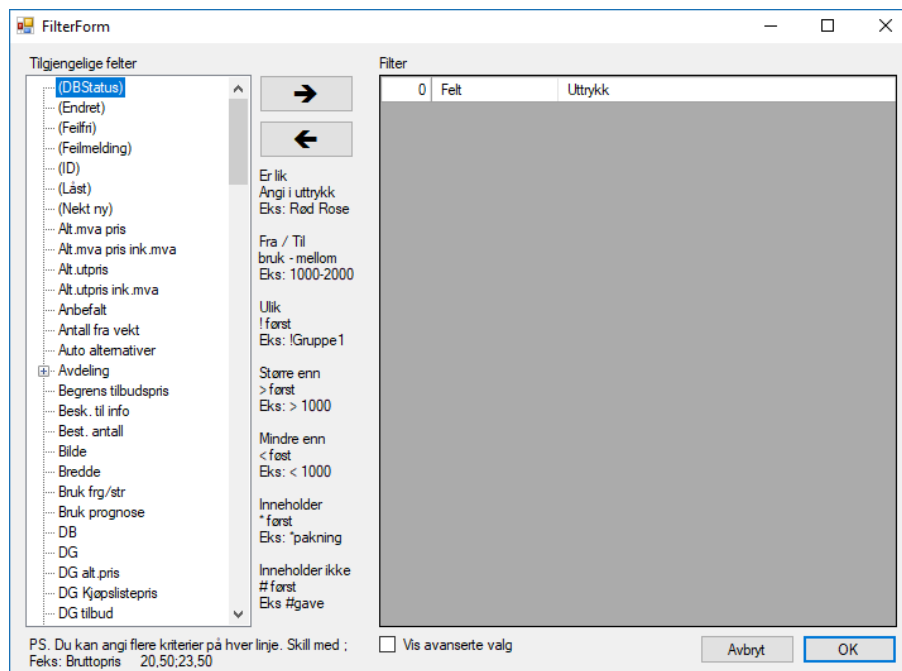 FilterForm
Tilgjengelige felter
(DBStatus)
(Endret)
(Feilfri)
(Feilmelding)
(ID)
(Låst)
(Nekt ny)
Alt.mva pris
Alt.mva pris ink.mva
Alt.utpris
Alt.utpris ink.mva
Anbefalt
Antall fra vekt
Auto alternativer
Avdeling
Begrens tilbudspris
Besk. til info
Best. antall
Bilde
Bredde
Bruk frg/str
Bruk prognose
DB
DG
DG alt.pris
DG Kjøpslistepris
DG tilbud
Er lik
Angi i uttrykk
Eks: Rød Rose
Fra / Til
bruk - mellom
Eks: 1000-2000
Ulik
! først
Eks: !Gruppe1
Større enn
> først
Eks: > 1000
Mindre enn
< føst
Eks: < 1000
Inneholder
* først
Eks: *pakning
Inneholder ikke
# først
Eks #gave
Filter
0 Felt Uttrykk
PS. Du kan angi flere kriterier på hver linje. Skill med ;
Feks: Bruttopris 20,50;23,50
Vis avanserte valg
Avbryt
OK